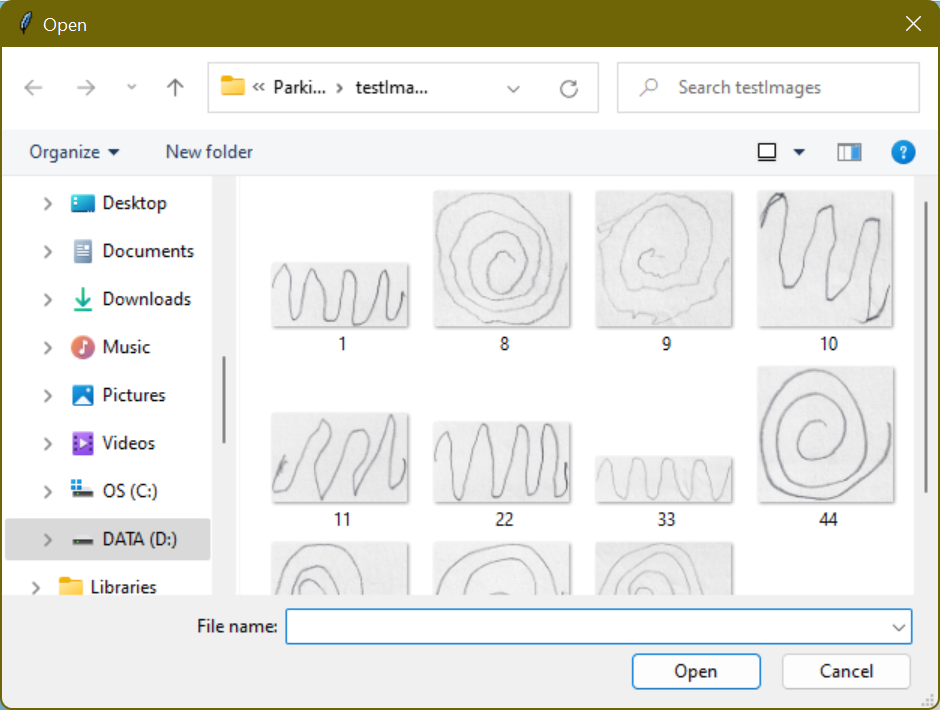 Open
« Parki... › testIma...
Search testImages
Organize
New folder
?
Desktop
Documents
Downloads
Music
Pictures
Videos
OS (C:)
DATA (D:)
Libraries
1
8
9
10
11
22
33
44
File name:
Open
Cancel